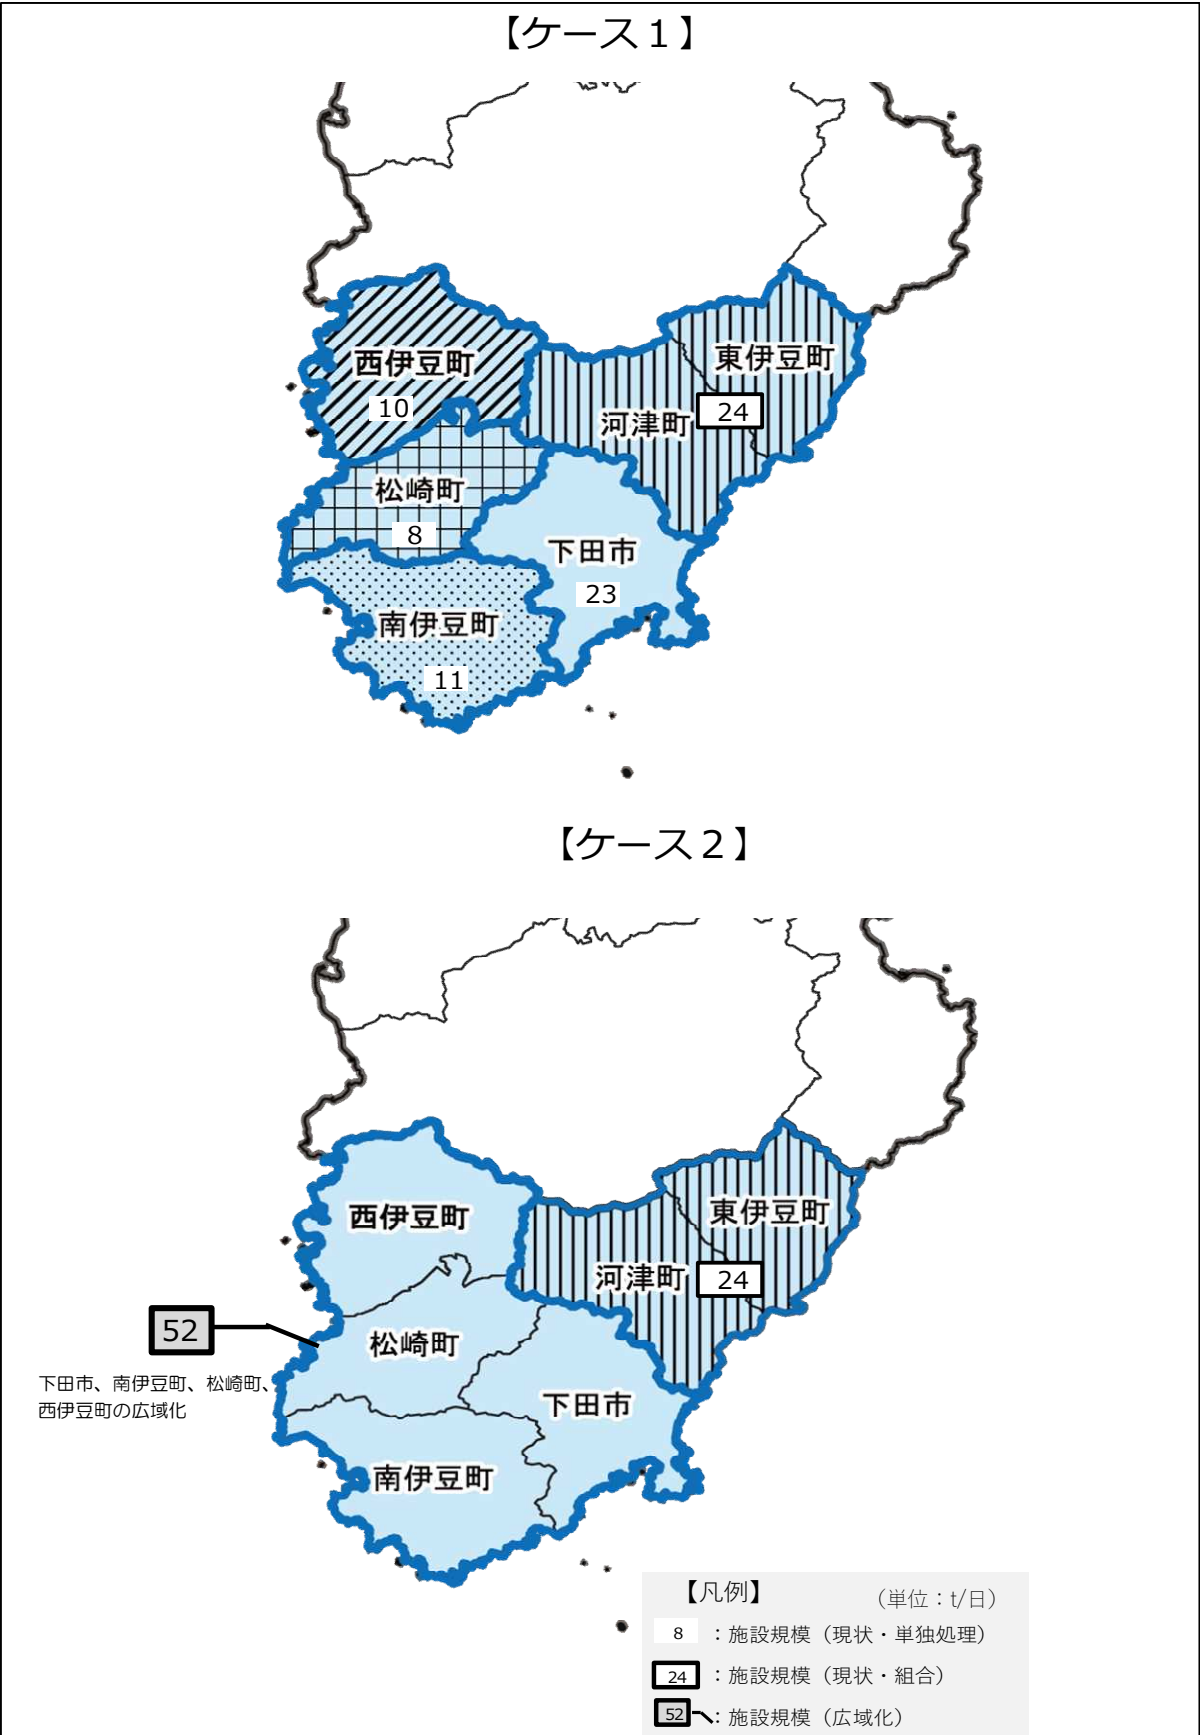 【ケース１】
西伊豆町
10
東伊豆町
河津町
24
松崎町
8
下田市
23
南伊豆町
11
【ケース２】
西伊豆町
東伊豆町
河津町
24
52
松崎町
下田市、南伊豆町、松崎町、
西伊豆町の広域化
下田市
南伊豆町
【凡例】 （単位：t/日）
8 ：施設規模（現状・単独処理）
24 ：施設規模（現状・組合）
52 ：施設規模（広域化）